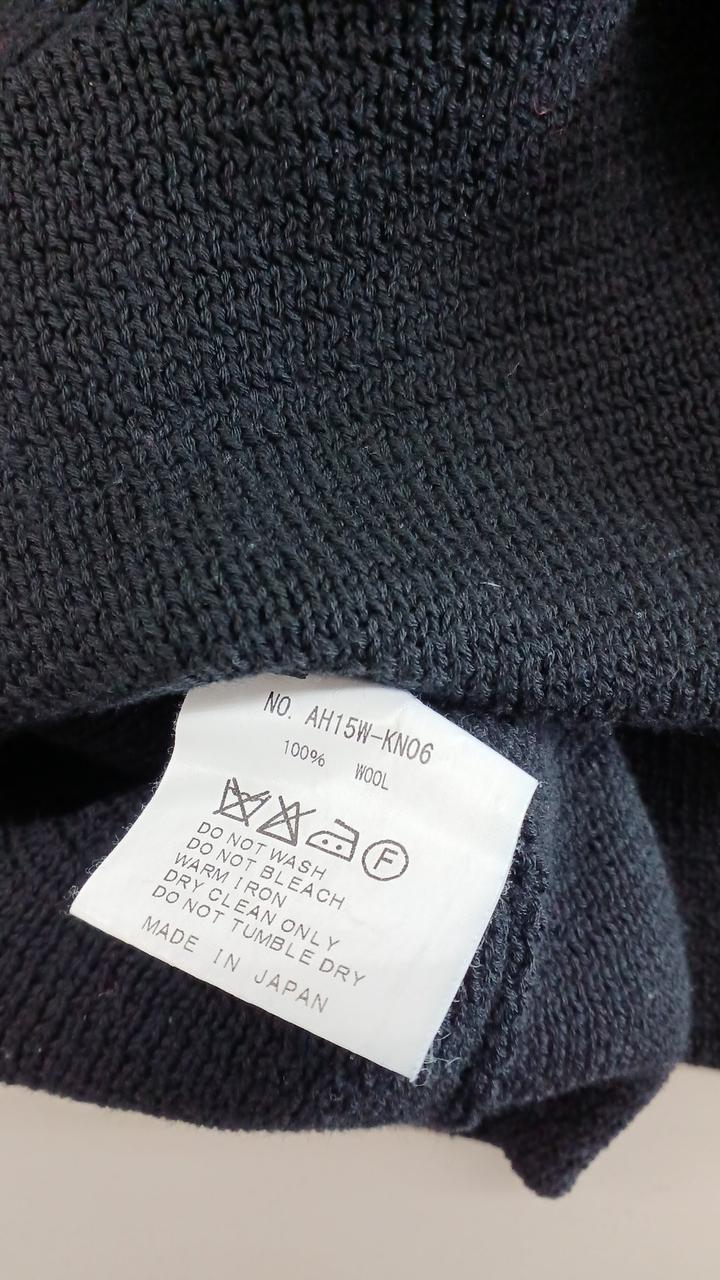 NO. AH15W-KN06
100% WOOL
F
DO NOT WASH
DO NOT BLEACH
WARM IRON
DRY CLEAN ONLY
DO NOT TUMBLE DRY
MADE IN JAPAN